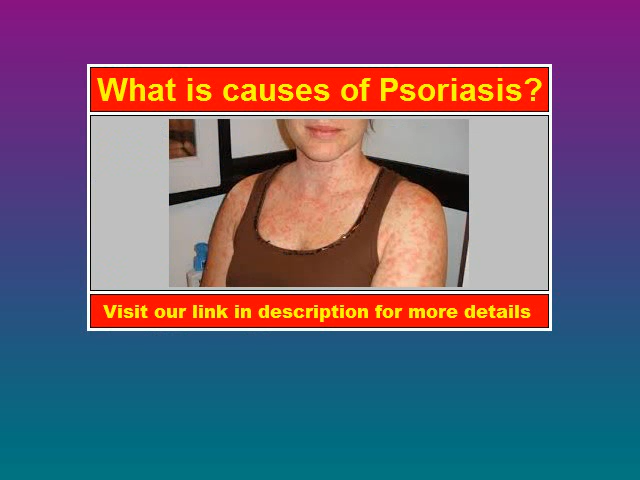 What is causes of Psoriasis?
Visit our link in description for more details